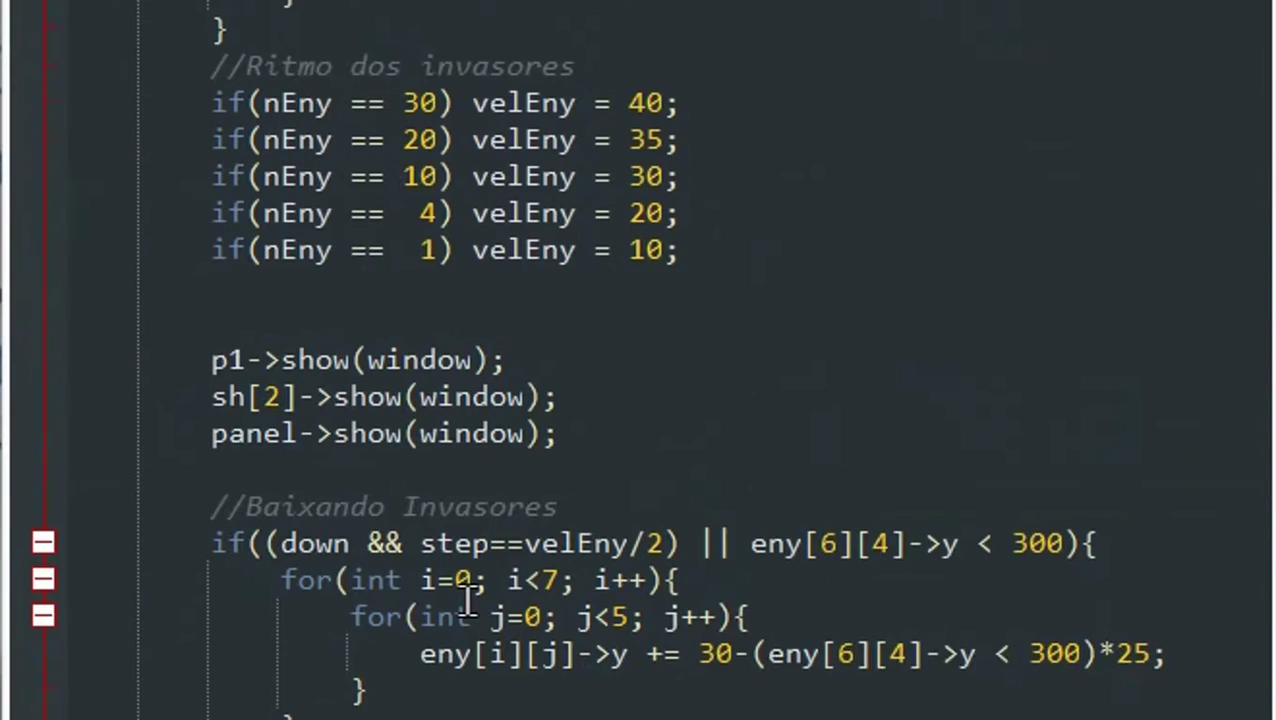 }
//Ritmo dos invasores
if(nEny == 30) velEny = 40;
if(nEny == 20) velEny = 35;
if(nEny == 10) velEny = 30;
if(nEny ==  4) velEny = 20;
if(nEny ==  1) velEny = 10;
p1->show(window);
sh[2]->show(window);
panel->show(window);
//Baixando Invasores
if((down && step==velEny/2) || eny[6][4]->y < 300){
for(int i=0; i<7; i++){
for(int j=0; j<5; j++){
eny[i][j]->y += 30-(eny[6][4]->y < 300)*25;
}